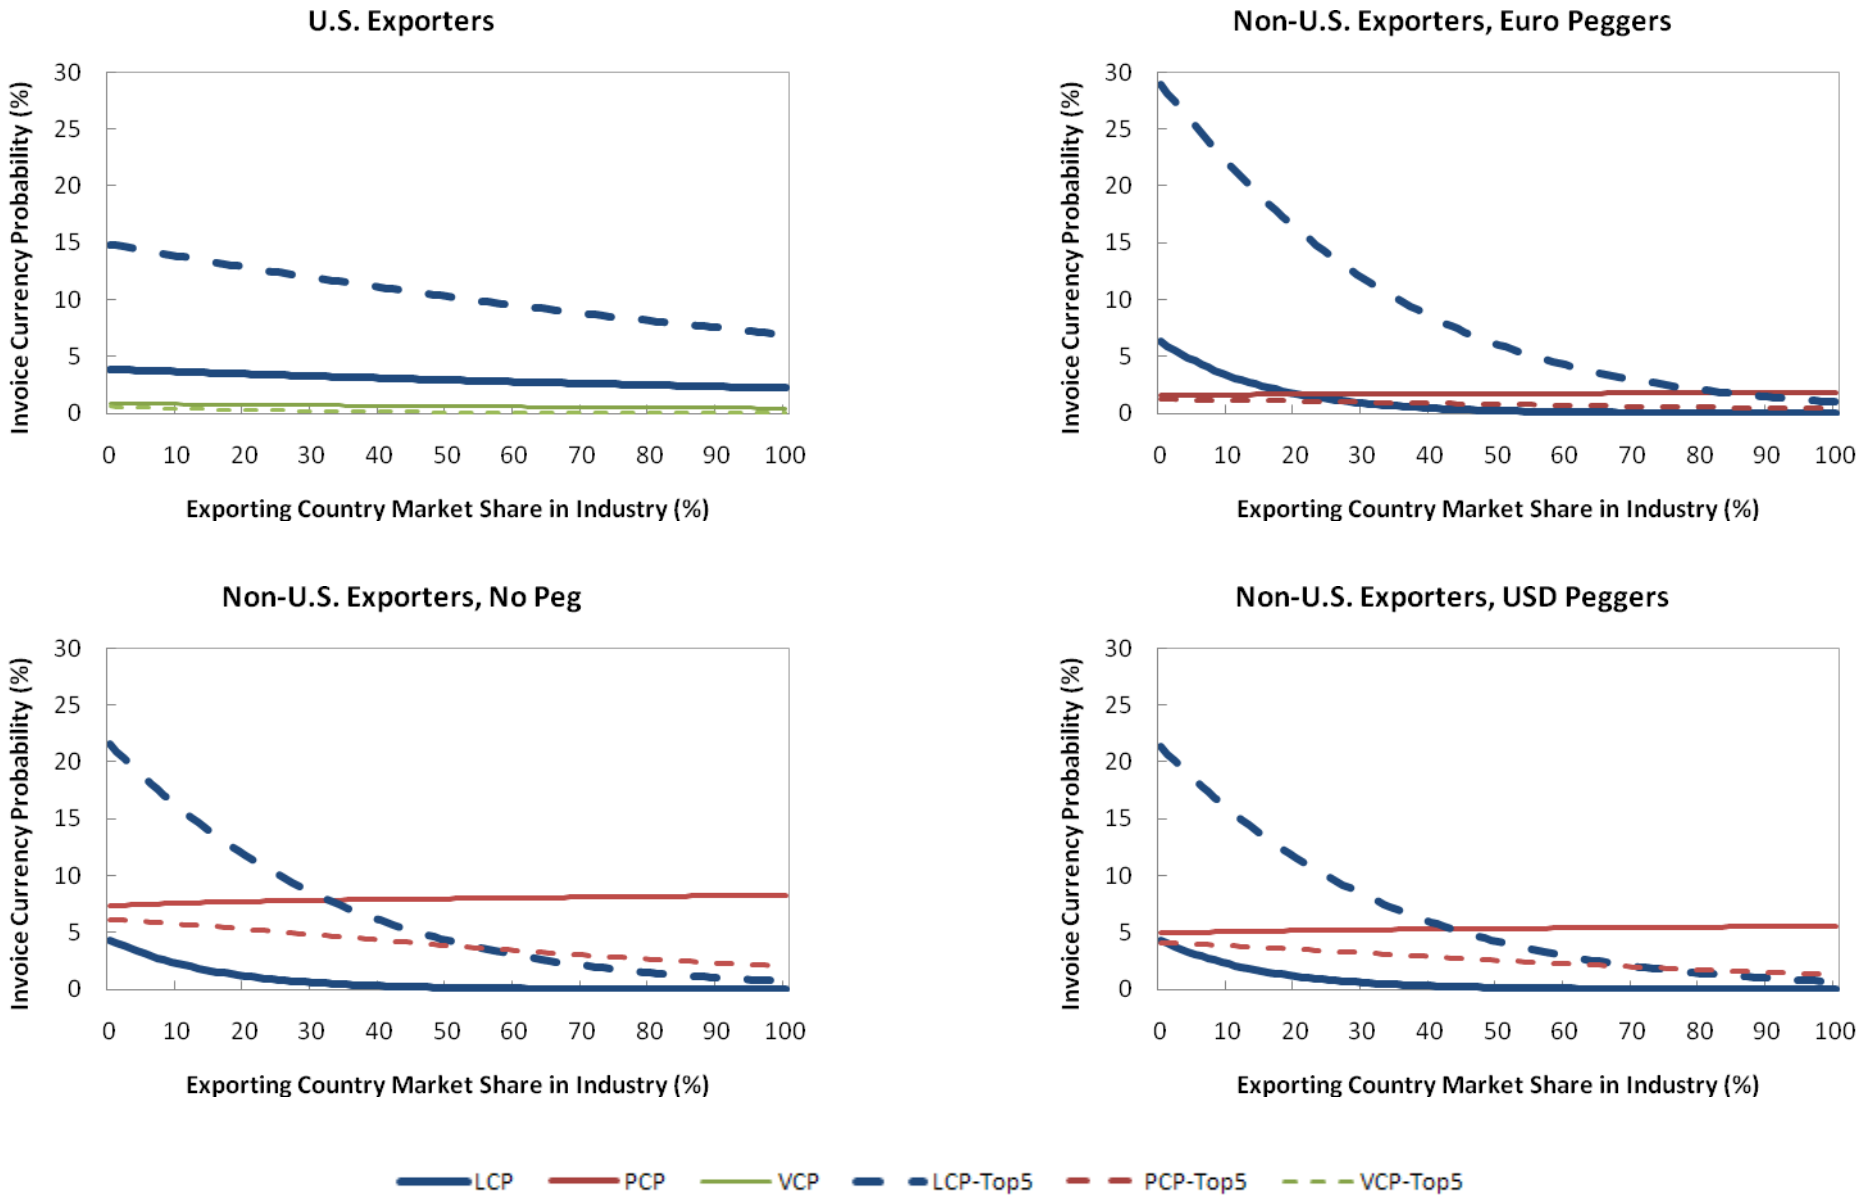 U.S. Exporters
Invoice Currency Probability (%)
30
25
20
15
10
5
0
0 10 20 30 40 50 60 70 80 90 100
Exporting Country Market Share in Industry (%)
Non-U.S. Exporters, Euro Peggers
Invoice Currency Probability (%)
30
25
20
15
10
5
0
0 10 20 30 40 50 60 70 80 90 100
Exporting Country Market Share in Industry (%)
Non-U.S. Exporters, No Peg
Invoice Currency Probability (%)
30
25
20
15
10
5
0
0 10 20 30 40 50 60 70 80 90 100
Exporting Country Market Share in Industry (%)
Non-U.S. Exporters, USD Peggers
Invoice Currency Probability (%)
30
25
20
15
10
5
0
0 10 20 30 40 50 60 70 80 90 100
Exporting Country Market Share in Industry (%)
LCP PCP VCP LCP-Top5 PCP-Top5 VCP-Top5